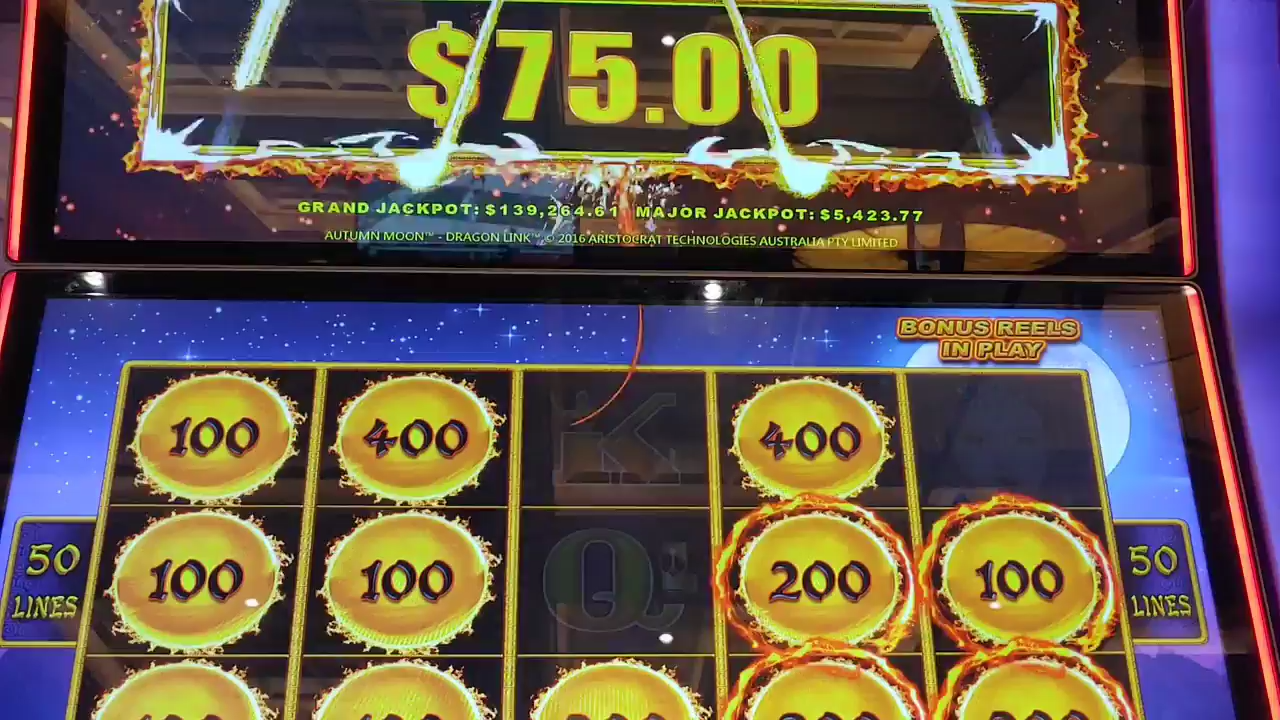 $75.00
GRAND JACKPOT: $139,264.61 MAJOR JACKPOT: $5,423.77
AUTUMN MOON™ - DRAGON LINK™, © 2016 ARISTOCRAT TECHNOLOGIES AUSTRALIA PTY LIMITED
BONUS REELS
IN PLAY
100 400 K 400
50 LINES
100 100 Q 200 100
50 LINES